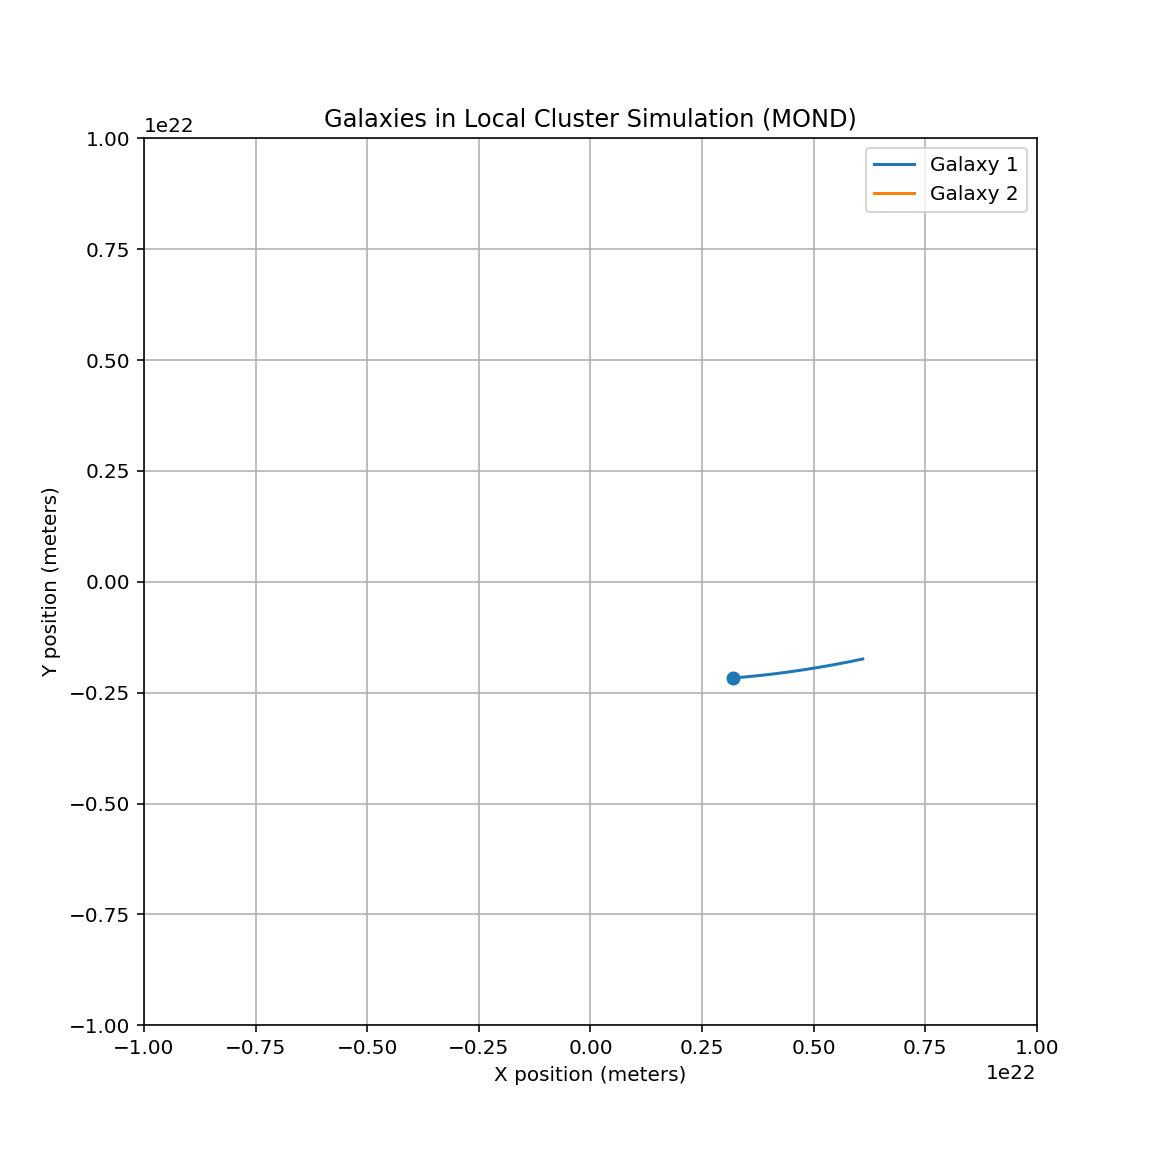 Galaxies in Local Cluster Simulation (MOND)
1e22
Galaxy 1
Galaxy 2
1.00
0.75
0.50
0.25
0.00
−0.25
−0.50
−0.75
−1.00
Y position (meters)
−1.00 −0.75 −0.50 −0.25 0.00 0.25 0.50 0.75 1.00
X position (meters)
1e22